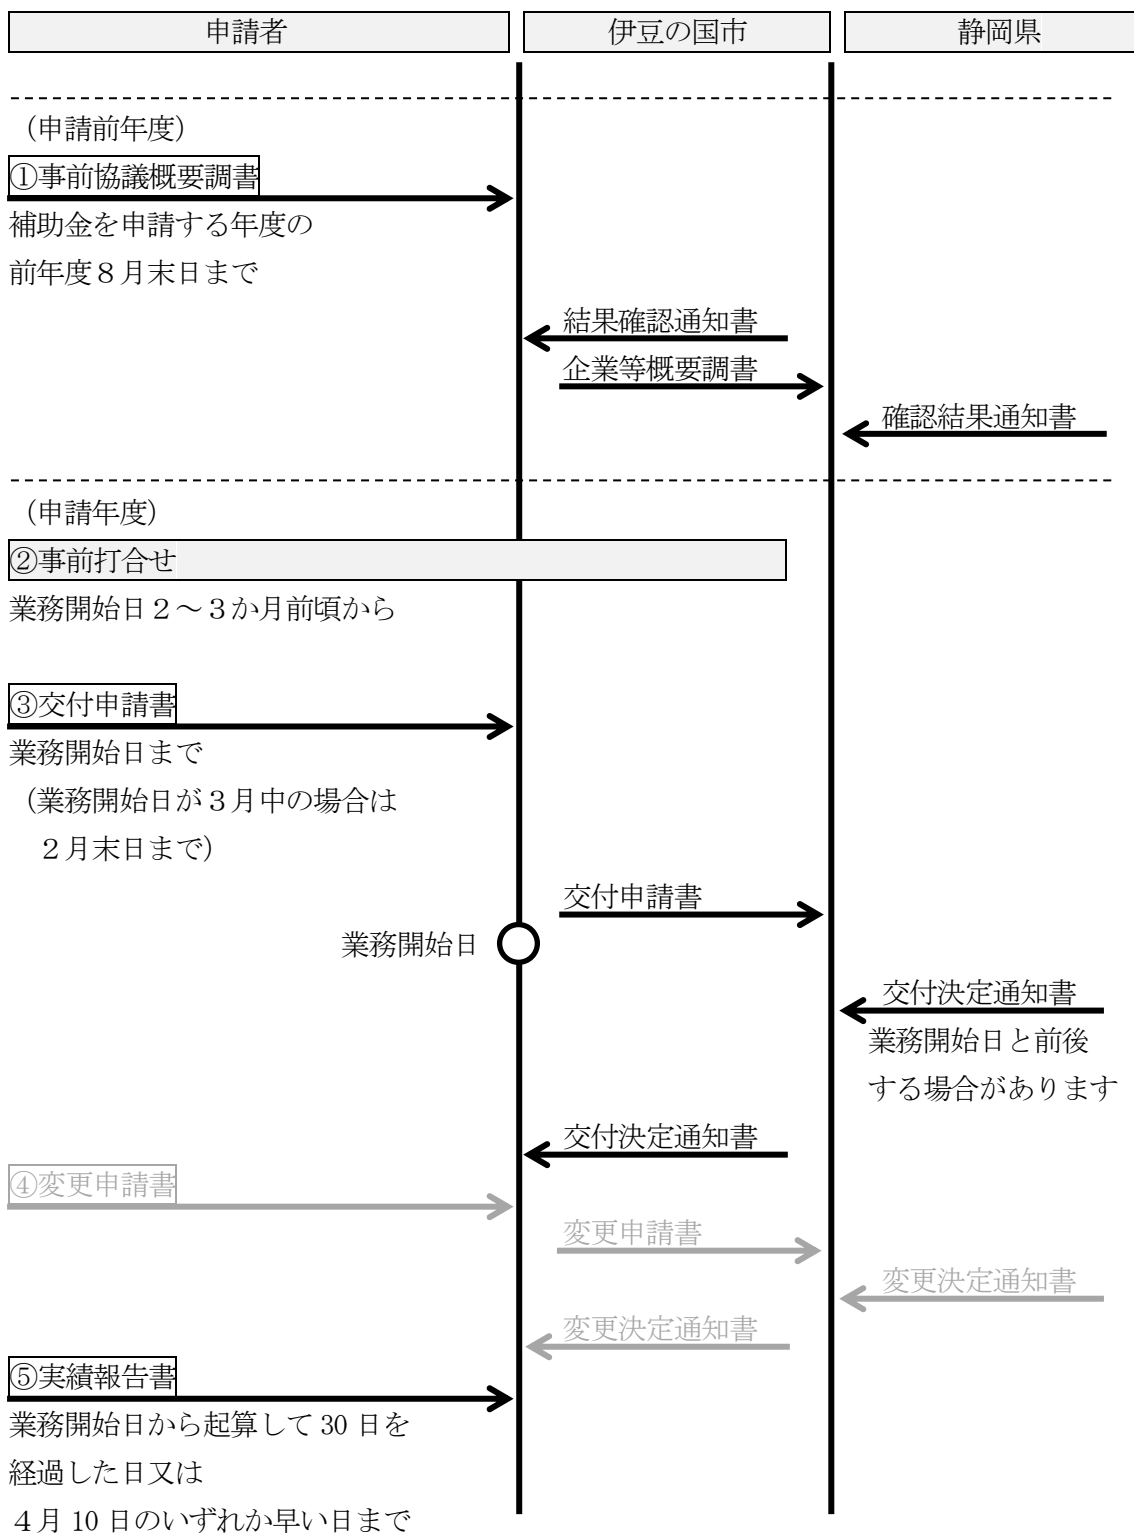 申請者
伊豆の国市
静岡県
（申請前年度）
①事前協議概要調書
補助金を申請する年度の
前年度８月末日まで
結果確認通知書
企業等概要調書
確認結果通知書
（申請年度）
②事前打合せ
業務開始日２～３か月前頃から
③交付申請書
業務開始日まで
（業務開始日が３月中の場合は
２月末日まで）
交付申請書
業務開始日
交付決定通知書
業務開始日と前後
する場合があります
交付決定通知書
④変更申請書
変更申請書
変更決定通知書
変更決定通知書
⑤実績報告書
業務開始日から起算して 30 日を
経過した日又は
４月 10 日のいずれか早い日まで